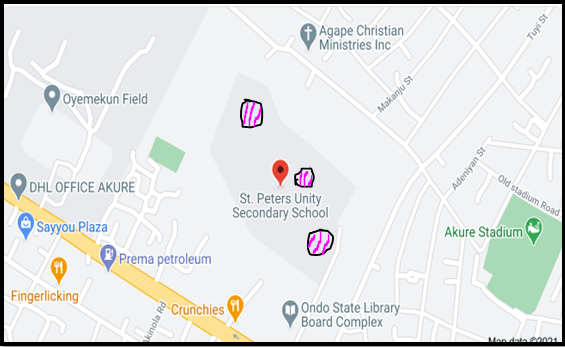 Agape Christian
Ministries Inc
Tuyi St
Makanju St
Oyemekun Field
Adeniyan St
DHL OFFICE AKURE
St. Peters Unity
Secondary School
Old stadium Road
Sayyou Plaza
Akure Stadium
Prema petroleum
Fingerlicking
Crunchies
Ondo State Library
Board Complex
Map data ©2021